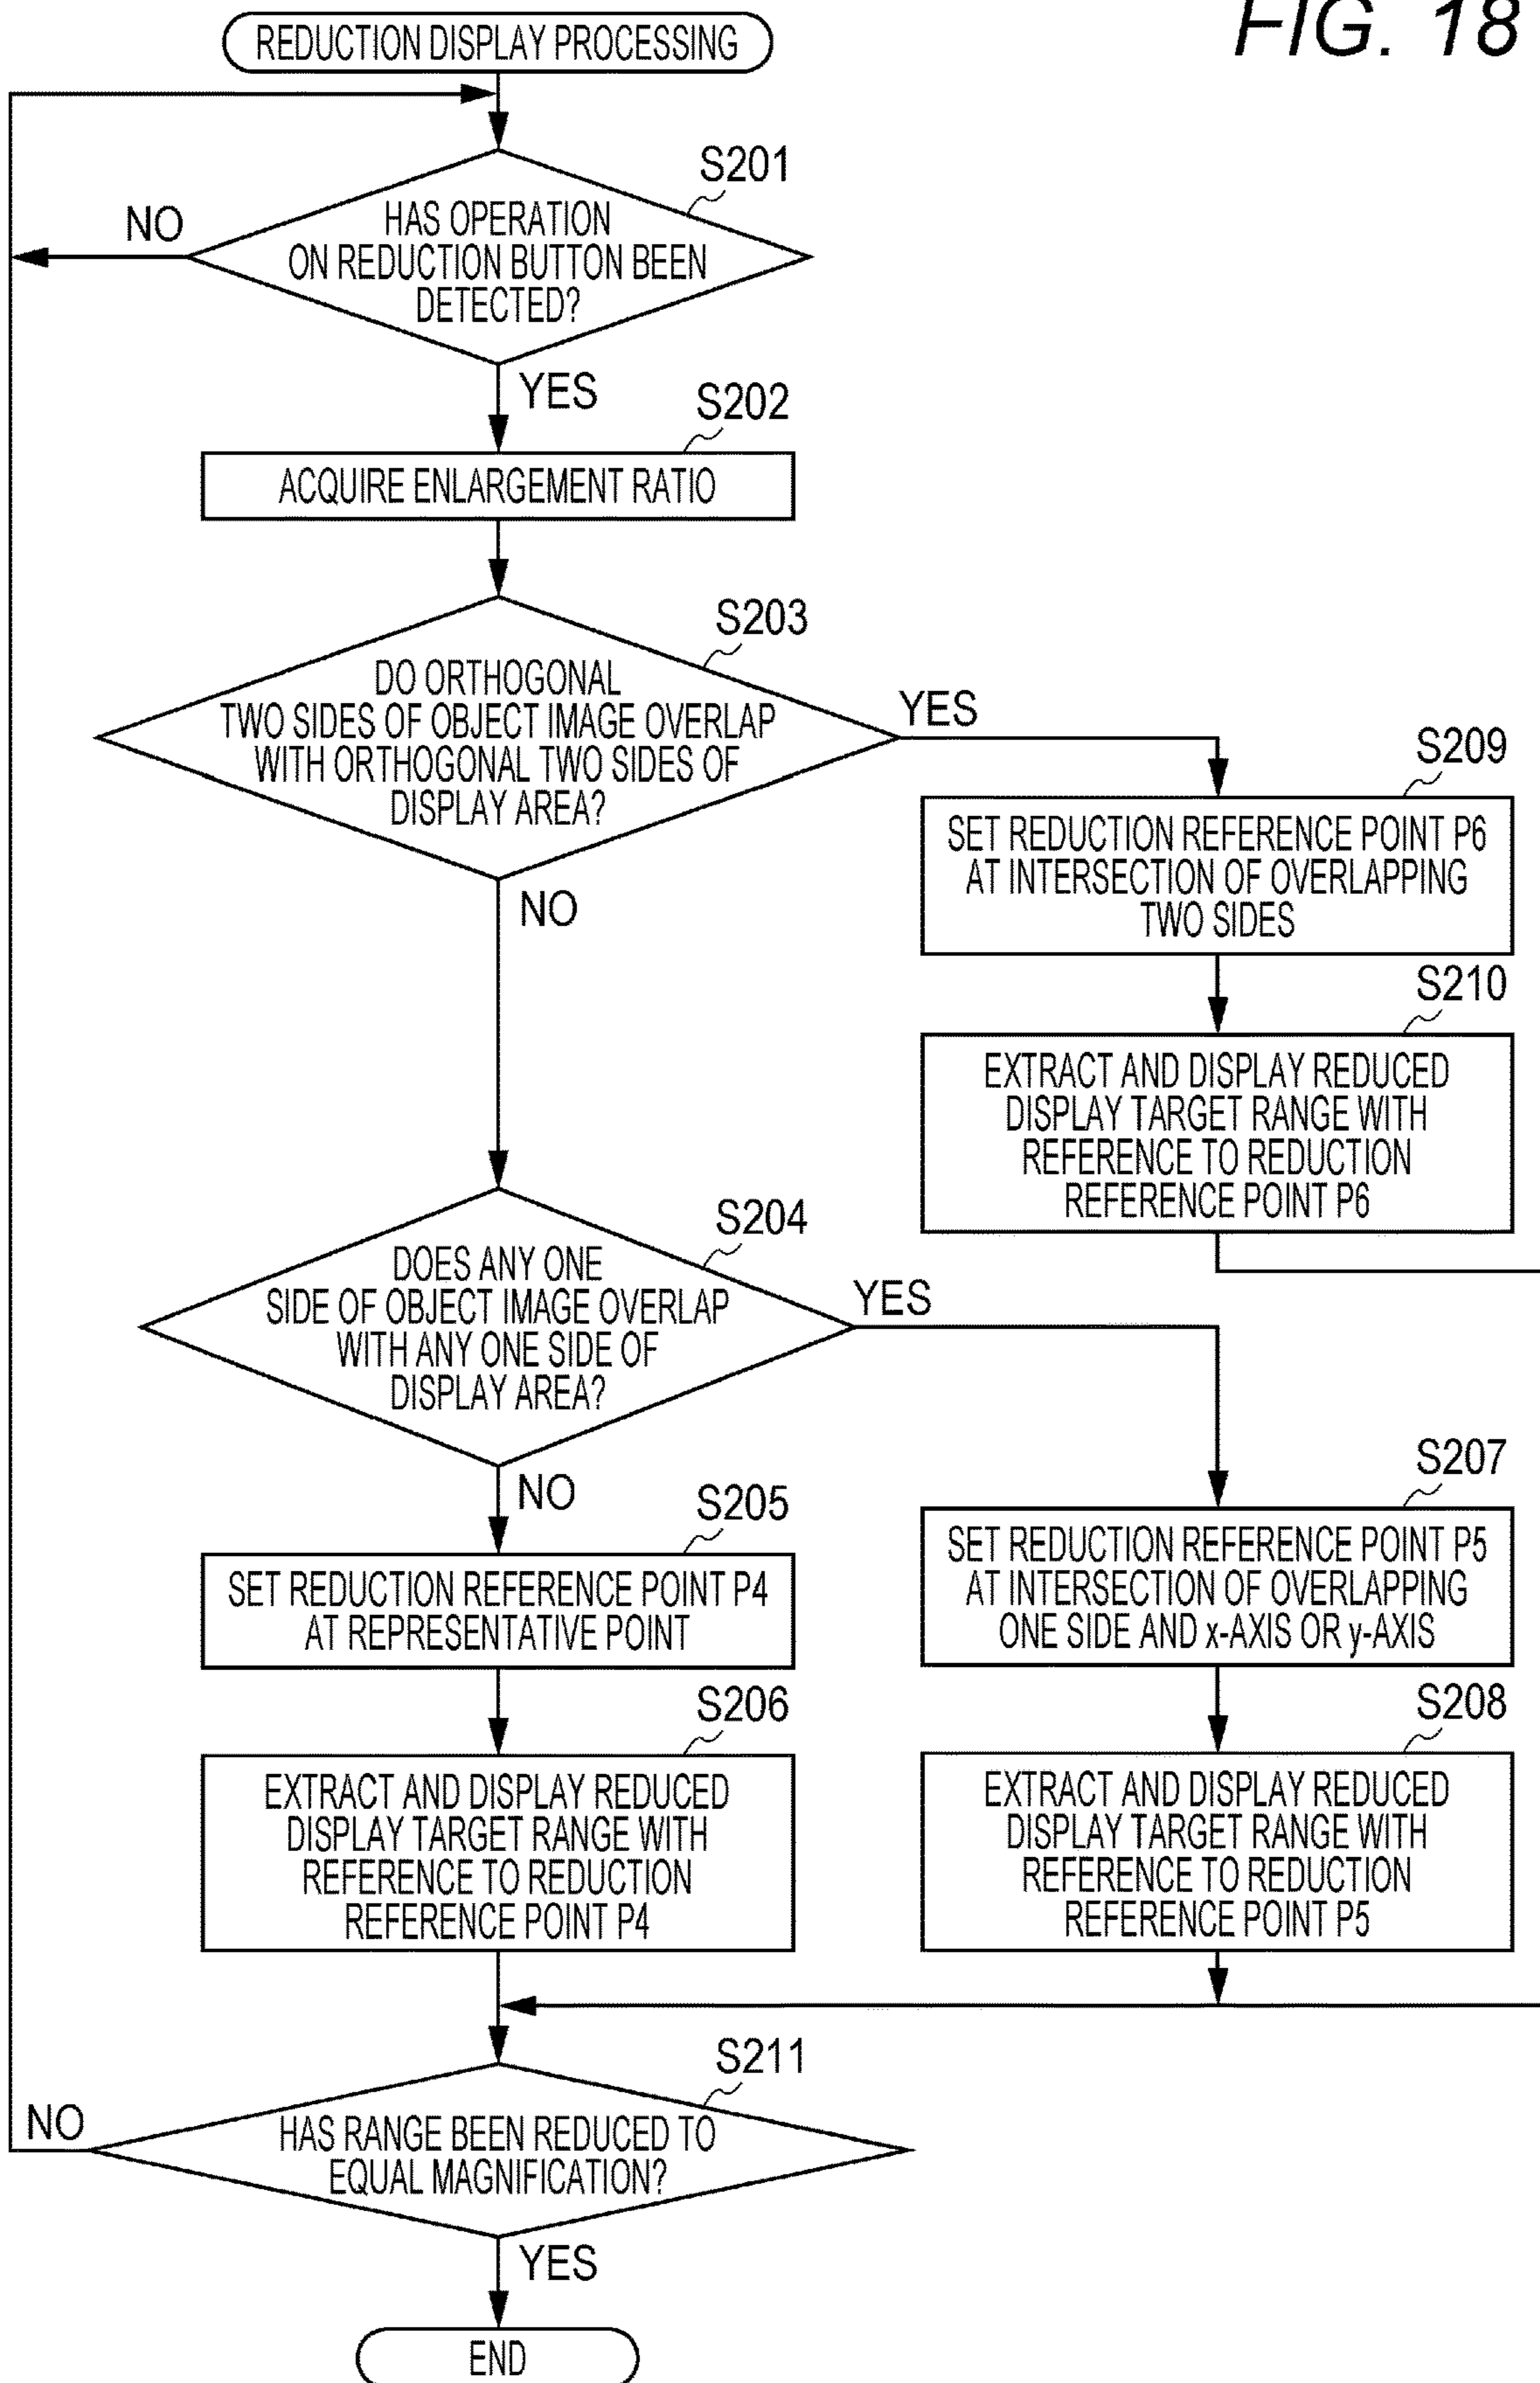 FIG. 18
REDUCTION DISPLAY PROCESSING
S201
HAS OPERATION
ON REDUCTION BUTTON BEEN
DETECTED?
NO
YES
S202
ACQUIRE ENLARGEMENT RATIO
S203
DO ORTHOGONAL
TWO SIDES OF OBJECT IMAGE OVERLAP
WITH ORTHOGONAL TWO SIDES OF
DISPLAY AREA?
YES
NO
S209
SET REDUCTION REFERENCE POINT P6
AT INTERSECTION OF OVERLAPPING
TWO SIDES
S210
EXTRACT AND DISPLAY REDUCED
DISPLAY TARGET RANGE WITH
REFERENCE TO REDUCTION
REFERENCE POINT P6
S204
DOES ANY ONE
SIDE OF OBJECT IMAGE OVERLAP
WITH ANY ONE SIDE OF
DISPLAY AREA?
YES
NO
S205
SET REDUCTION REFERENCE POINT P4
AT REPRESENTATIVE POINT
S206
EXTRACT AND DISPLAY REDUCED
DISPLAY TARGET RANGE WITH
REFERENCE TO REDUCTION
REFERENCE POINT P4
S207
SET REDUCTION REFERENCE POINT P5
AT INTERSECTION OF OVERLAPPING
ONE SIDE AND x-AXIS OR y-AXIS
S208
EXTRACT AND DISPLAY REDUCED
DISPLAY TARGET RANGE WITH
REFERENCE TO REDUCTION
REFERENCE POINT P5
S211
HAS RANGE BEEN REDUCED TO
EQUAL MAGNIFICATION?
NO
YES
END